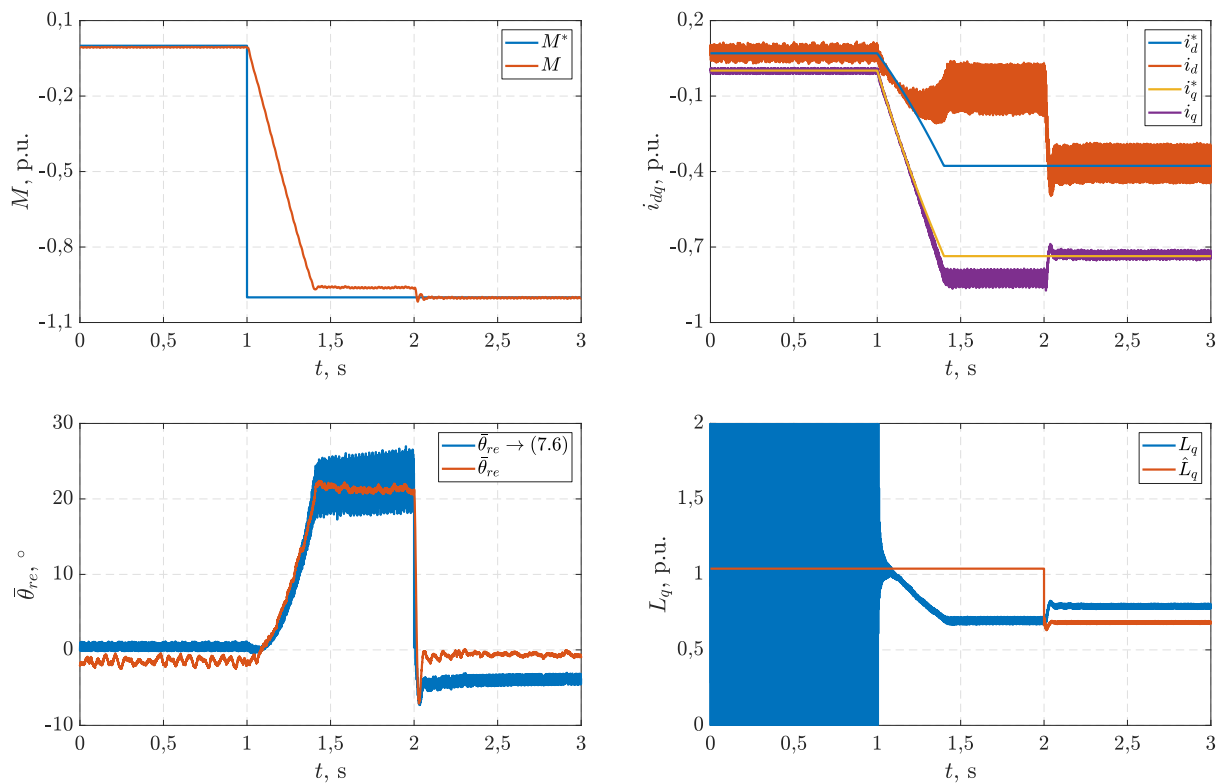 0,1
-0,2
-0,5
-0,8
-1,1
M, p.u.
0 0,5 1 1,5 2 2,5 3
t, s
M*
M
0,2
-0,1
-0,4
-0,7
-1
i_dq, p.u.
0 0,5 1 1,5 2 2,5 3
t, s
i_d^*
i_d
i_q^*
i_q
30
20
10
0
-10
θ̄_re, °
0 0,5 1 1,5 2 2,5 3
t, s
θ̄_re → (7.6)
θ̄_re
2
1,5
1
0,5
0
L_q, p.u.
0 0,5 1 1,5 2 2,5 3
t, s
L_q
L̂_q